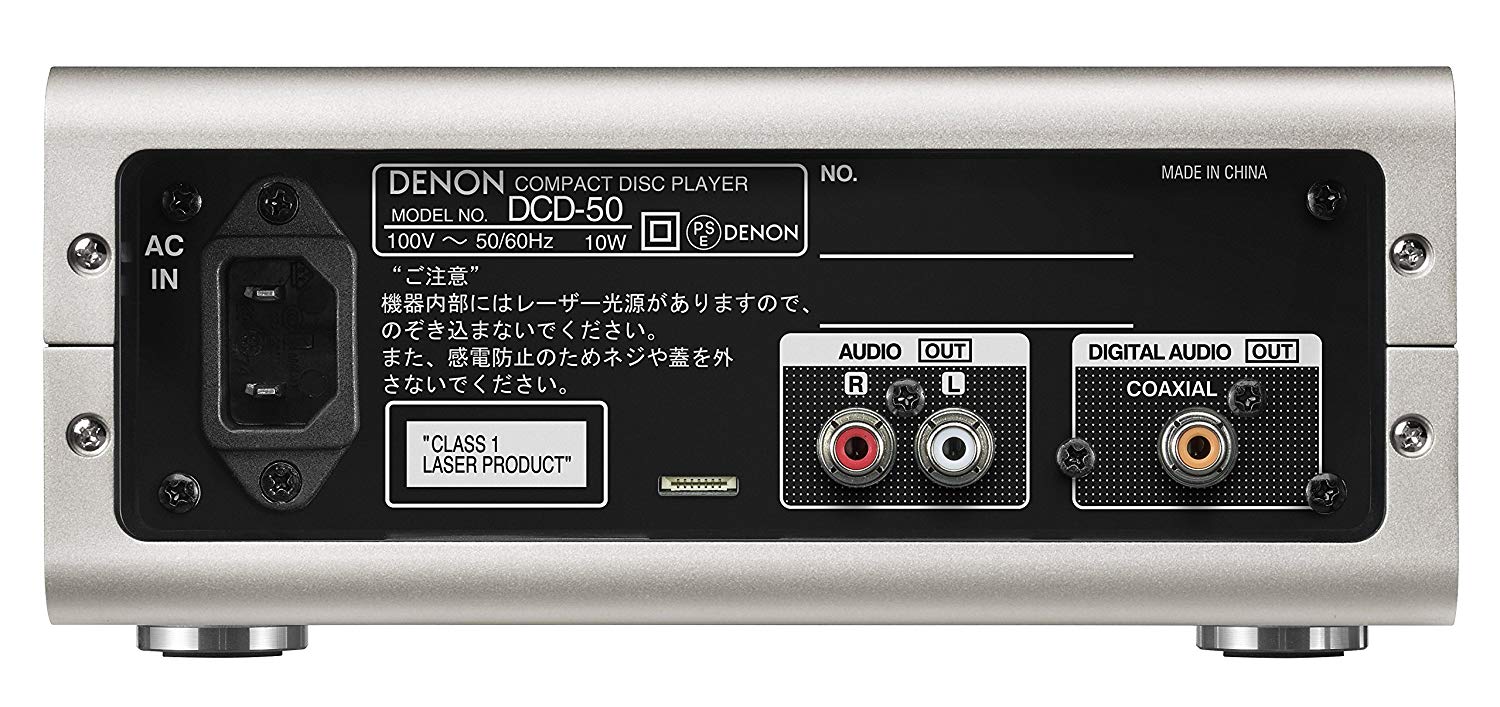 DENON COMPACT DISC PLAYER
MODEL NO. DCD-50
100V ～ 50/60Hz 10W PSE DENON
NO.
MADE IN CHINA
AC
IN
“ご注意”
機器内部にはレーザー光源がありますので、
のぞき込まないでください。
また、感電防止のためネジや蓋を外
さないでください。
"CLASS 1
LASER PRODUCT"
AUDIO OUT
R L
DIGITAL AUDIO OUT
COAXIAL